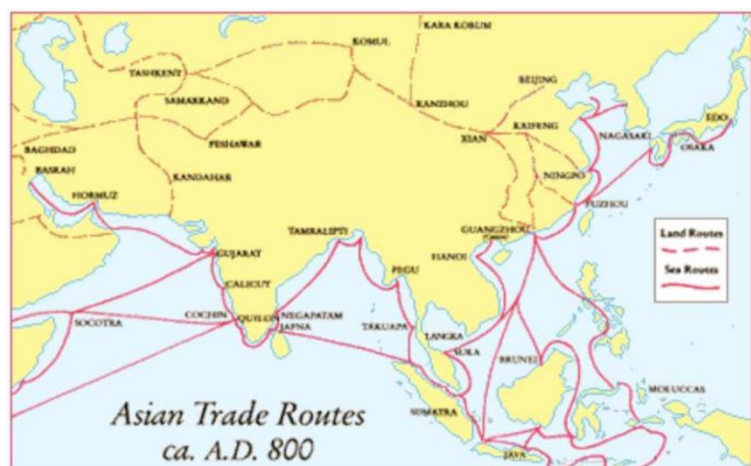 KARA KORUM
KOMUL
TASHKENT
BEIJING
SAMARKAND
KANZHOU
EDO
KAIFENG
NAGASAKI
XIAN
OSAKA
PESHAWAR
BAGHDAD
BASRAH
KANDAHAR
NINGPO
HORMUZ
FUZHOU
TAMRALIPTI
GUANGZHOU
Land Routes
GUJARAT
HANOI
PEGU
Sea Routes
CALICUT
COCHIN
QUILON
NEGAPATAM
SOCOTRA
JAFNA
TAKUAPA
LANGKA
SUKA
BRUNEI
MOLUCCAS
SUMATRA
Asian Trade Routes
ca. A.D. 800
JAVA